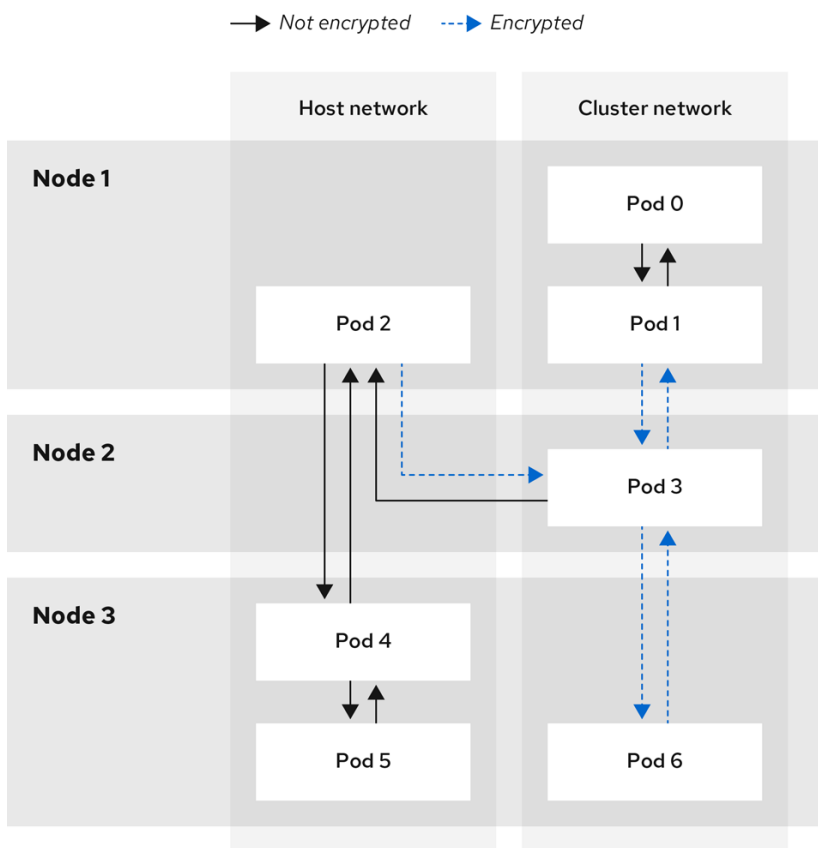 Not encrypted
Encrypted
Host network
Cluster network
Node 1
Pod 0
Pod 2
Pod 1
Node 2
Pod 3
Node 3
Pod 4
Pod 5
Pod 6